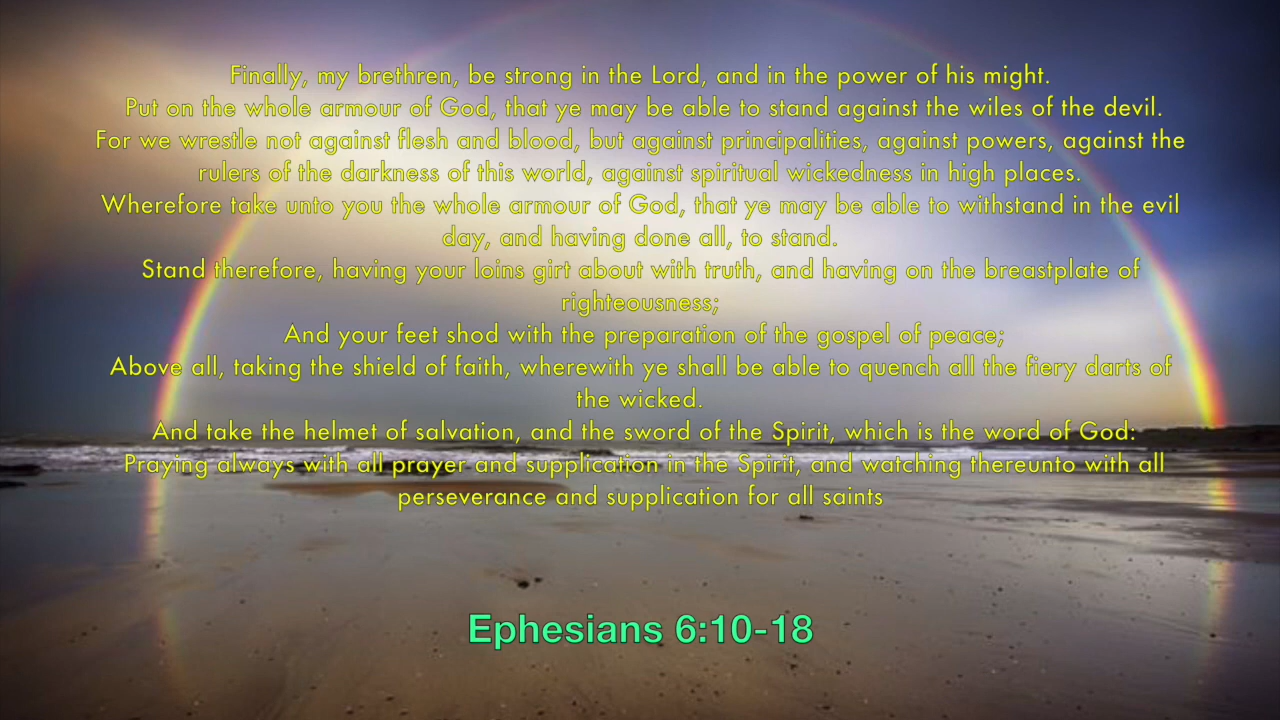 Finally, my brethren, be strong in the Lord, and in the power of his might.
Put on the whole armour of God, that ye may be able to stand against the wiles of the devil.
For we wrestle not against flesh and blood, but against principalities, against powers, against the
rulers of the darkness of this world, against spiritual wickedness in high places.
Wherefore take unto you the whole armour of God, that ye may be able to withstand in the evil
day, and having done all, to stand.
Stand therefore, having your loins girt about with truth, and having on the breastplate of
righteousness;
And your feet shod with the preparation of the gospel of peace;
Above all, taking the shield of faith, wherewith ye shall be able to quench all the fiery darts of
the wicked.
And take the helmet of salvation, and the sword of the Spirit, which is the word of God:
Praying always with all prayer and supplication in the Spirit, and watching thereunto with all
perseverance and supplication for all saints
Ephesians 6:10-18